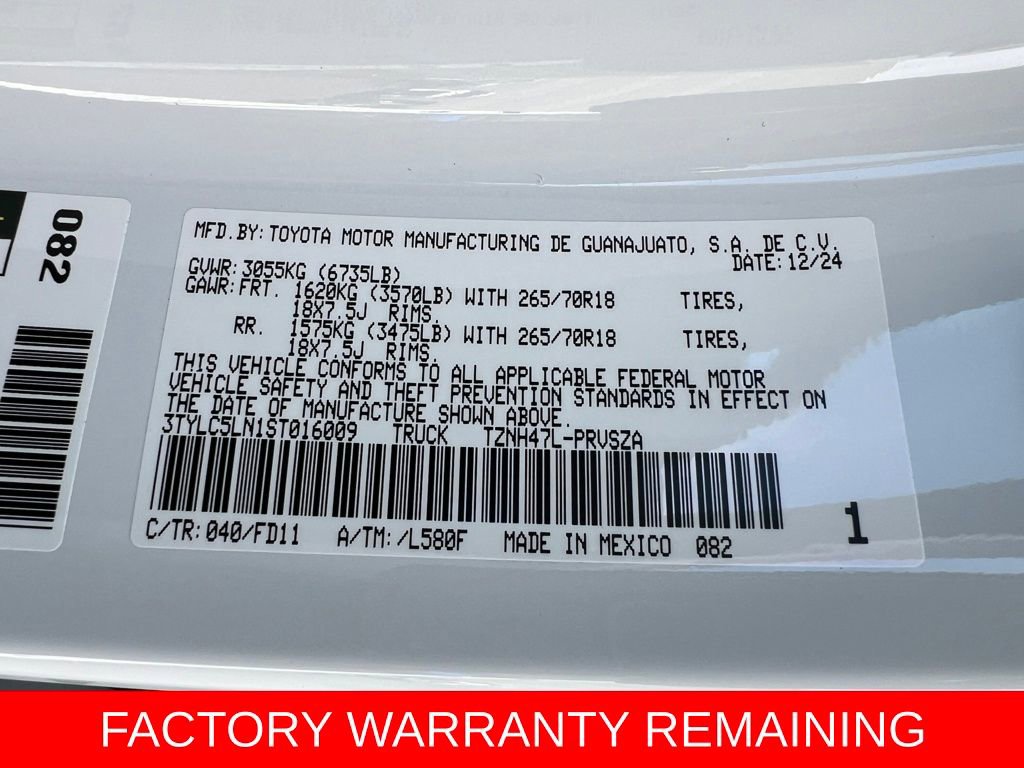 082
MFD.BY:TOYOTA MOTOR MANUFACTURING DE GUANAJUATO, S.A. DE C.V.
DATE:12/24
GVWR:3055KG (6735LB)
GAWR:FRT. 1620KG (3570LB) WITH 265/70R18 TIRES,
18X7.5J RIMS.
RR. 1575KG (3475LB) WITH 265/70R18 TIRES,
18X7.5J RIMS.
THIS VEHICLE CONFORMS TO ALL APPLICABLE FEDERAL MOTOR
VEHICLE SAFETY AND THEFT PREVENTION STANDARDS IN EFFECT ON
THE DATE OF MANUFACTURE SHOWN ABOVE.
3TYLC5LN1ST016009 TRUCK TZNH47L-PRVSZA
C/TR:040/FD11 A/TM:/L580F MADE IN MEXICO 082
1
FACTORY WARRANTY REMAINING